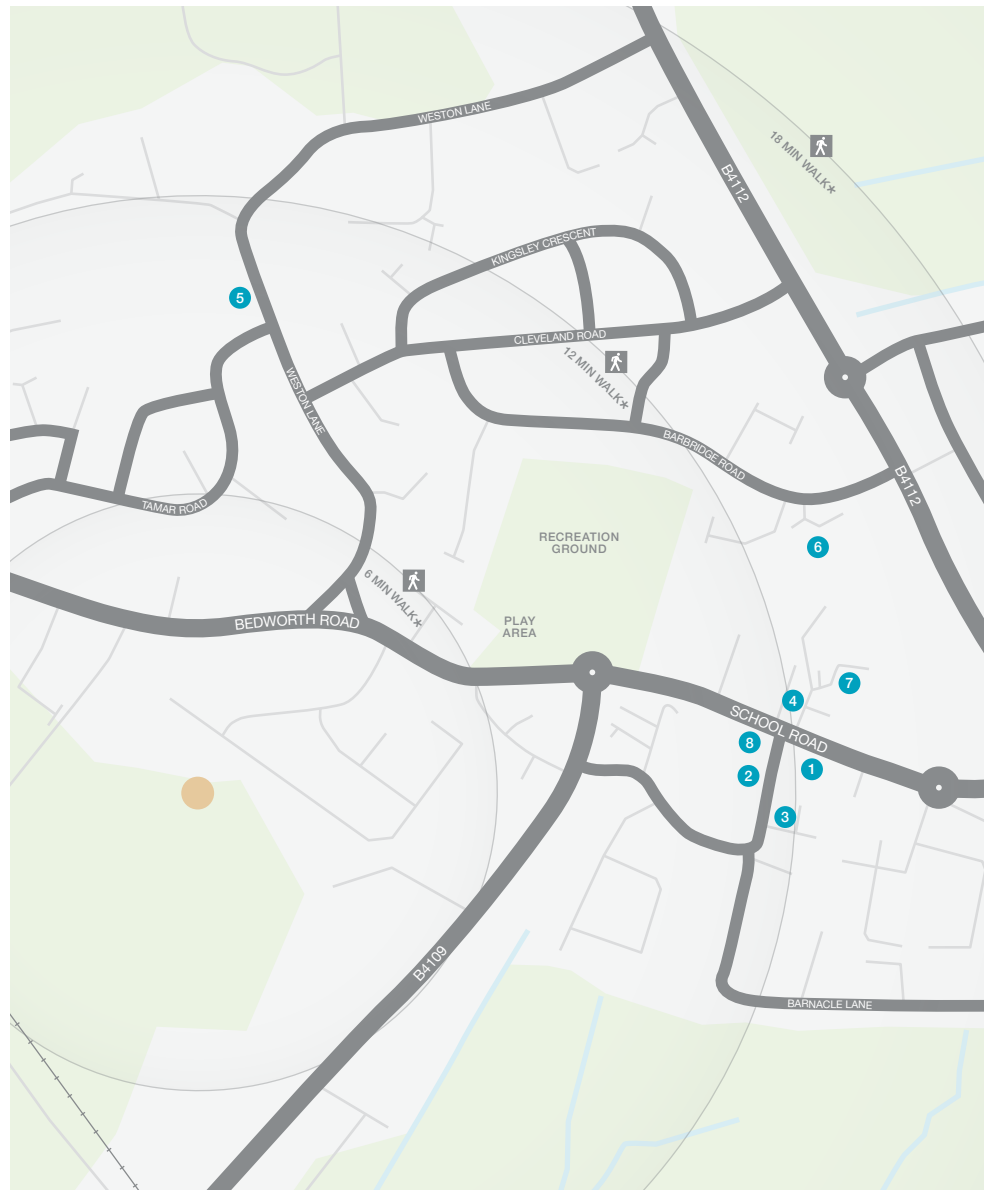 WESTON LANE
18 MIN WALK*
B4112
KINGSLEY CRESCENT
5
CLEVELAND ROAD
12 MIN WALK*
WESTON LANE
BARBRIDGE ROAD
B4112
TAMAR ROAD
RECREATION
GROUND
6
6 MIN WALK*
BEDWORTH ROAD
PLAY
AREA
7
4
SCHOOL ROAD
8
1
2
3
B4109
BARNACLE LANE